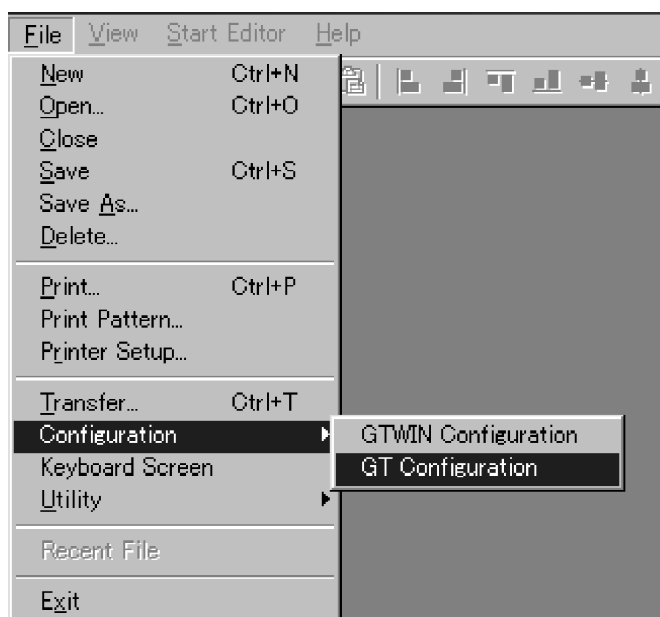 File View Start Editor Help
New Ctrl+N
Open... Ctrl+O
Close
Save Ctrl+S
Save As...
Delete...
Print... Ctrl+P
Print Pattern...
Printer Setup...
Transfer... Ctrl+T
Configuration GTWIN Configuration
Keyboard Screen GT Configuration
Utility
Recent File
Exit